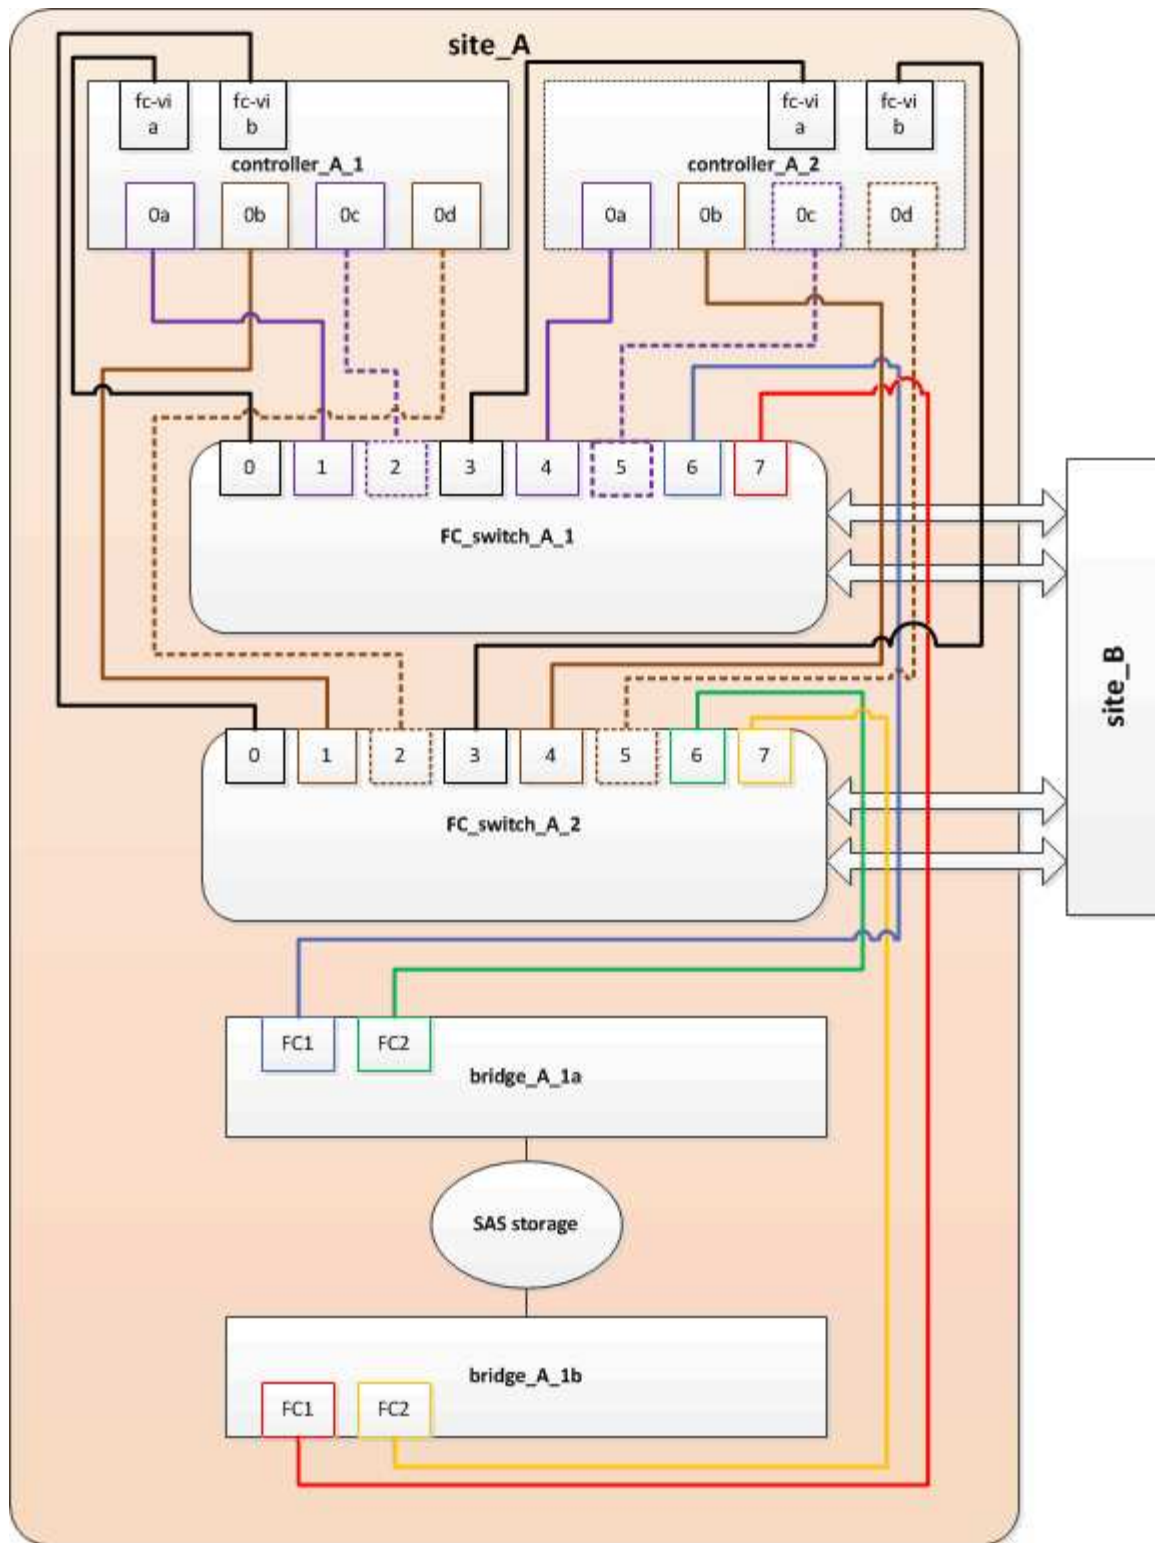 site_A
fc-vi
a
fc-vi
b
fc-vi
a
fc-vi
b
controller_A_1
controller_A_2
0a
0b
0c
0d
0a
0b
0c
0d
0
1
2
3
4
5
6
7
FC_switch_A_1
site_B
0
1
2
3
4
5
6
7
FC_switch_A_2
FC1
FC2
bridge_A_1a
SAS storage
bridge_A_1b
FC1
FC2